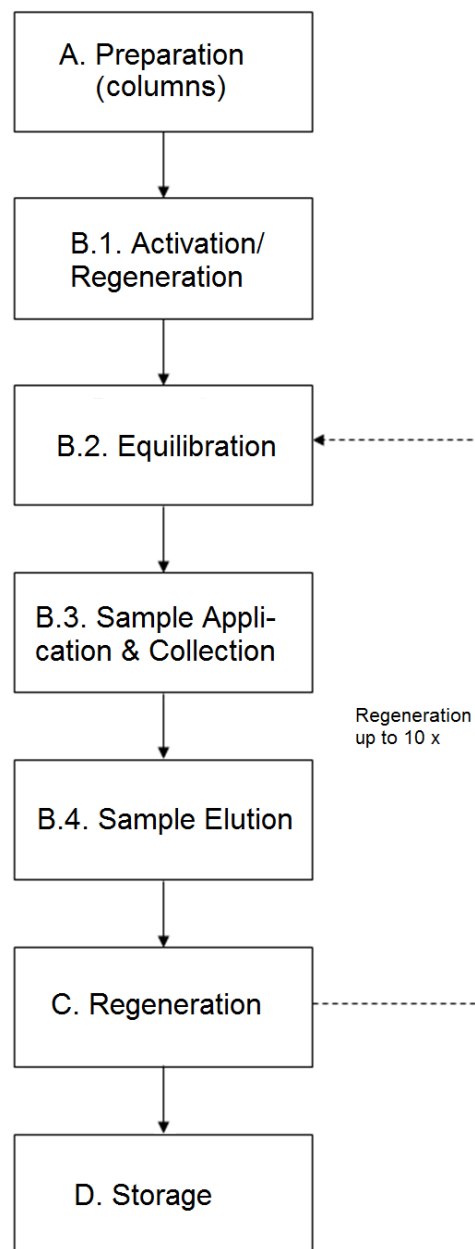 A. Preparation
(columns)
B.1. Activation/
Regeneration
B.2. Equilibration
B.3. Sample Appli-
cation & Collection
Regeneration
up to 10 x
B.4. Sample Elution
C. Regeneration
D. Storage